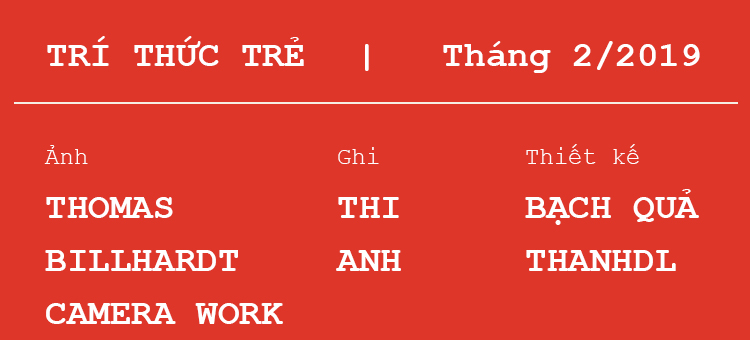 TRÍ THỨC TRẺ | Tháng 2/2019
Ảnh
THOMAS
BILLHARDT
CAMERA WORK
Ghi
THI
ANH
Thiết kế
BẠCH QUẢ
THANHDL